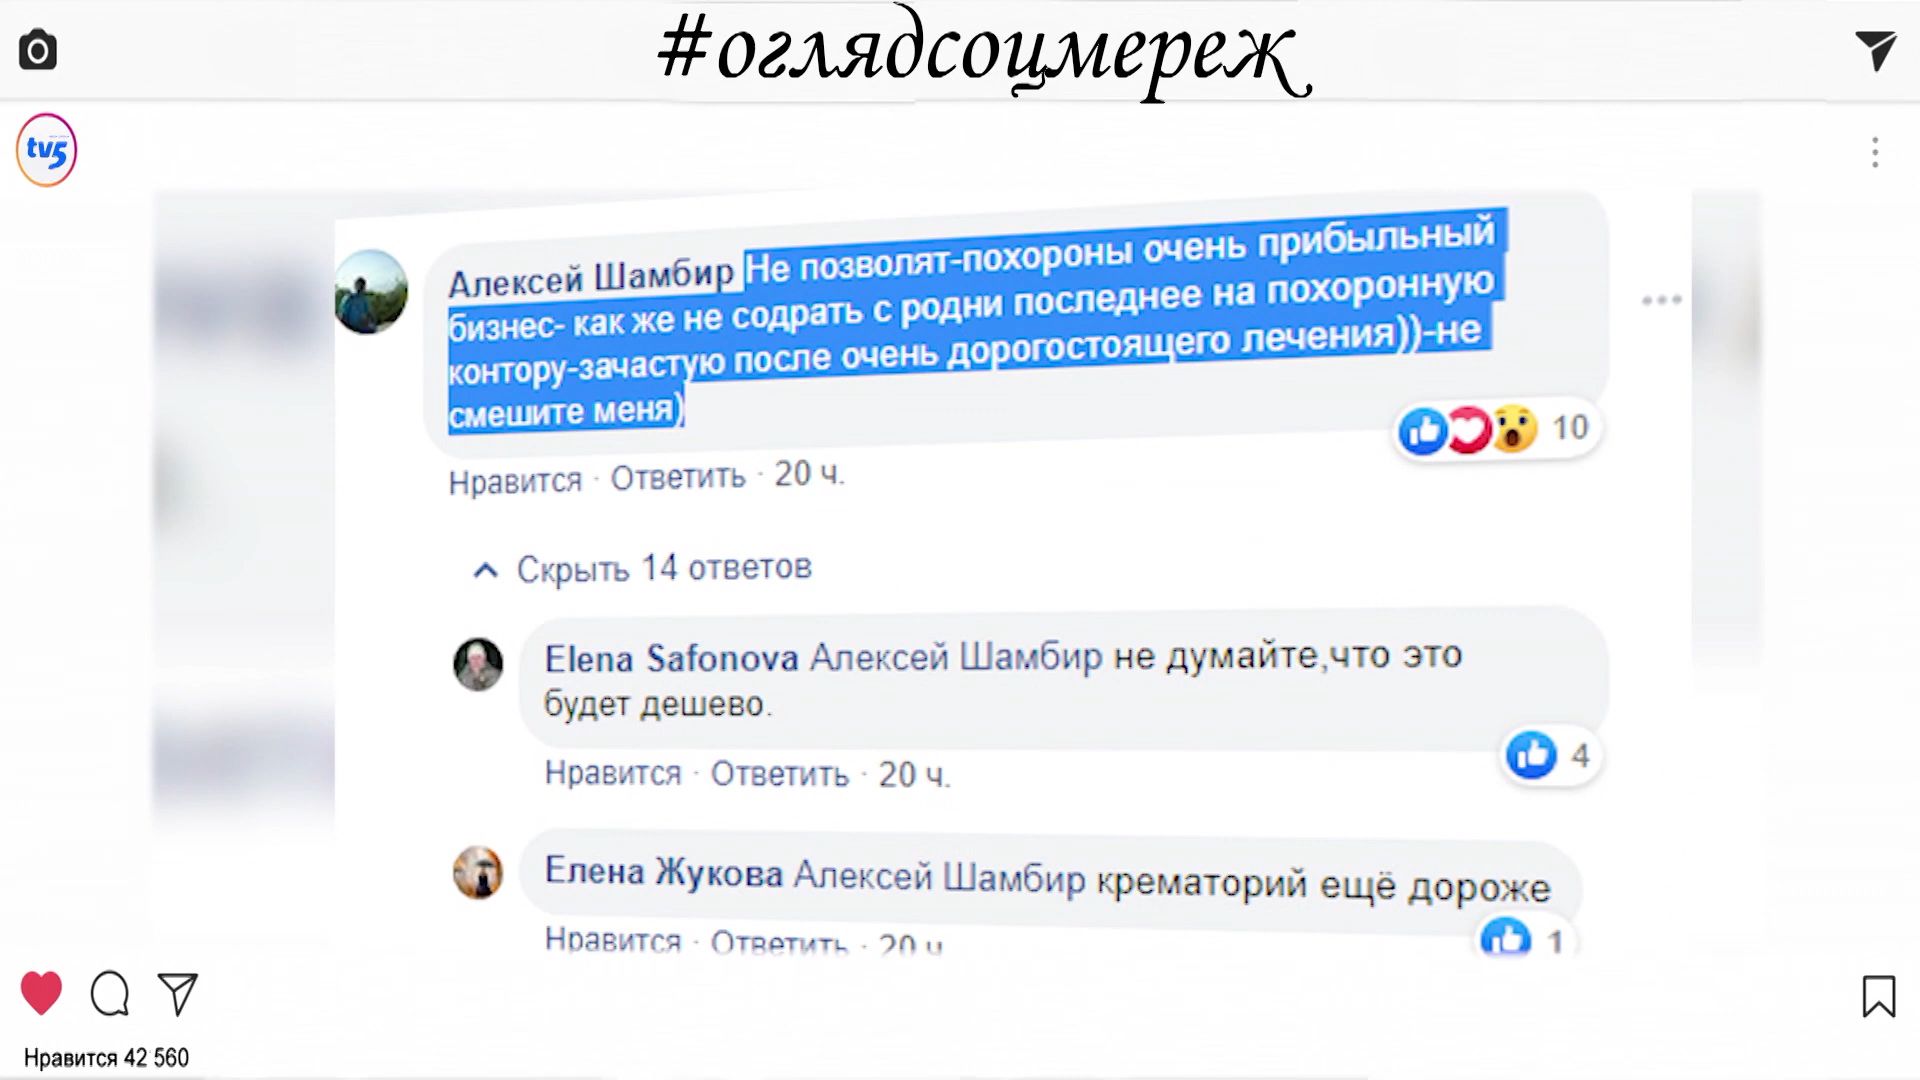 #оглядсоцмереж
tv5
Алексей Шамбир Не позволят-похороны очень прибыльный
бизнес- как же не содрать с родни последнее на похоронную
контору-зачастую после очень дорогостоящего лечения))-не
смешите меня)
10
Нравится · Ответить · 20 ч.
Скрыть 14 ответов
Elena Safonova Алексей Шамбир не думайте,что это
будет дешево.
4
Нравится · Ответить · 20 ч.
Елена Жукова Алексей Шамбир крематорий ещё дороже
1
Нравится · Ответить · 20 ч
Нравится 42 560